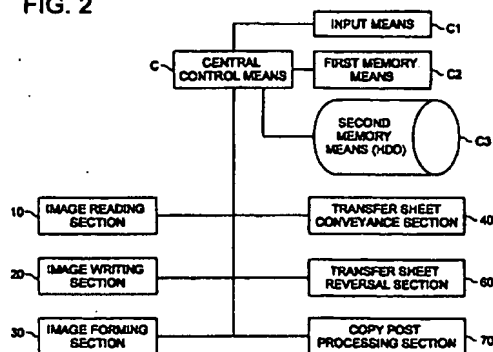 FIG. 2
INPUT MEANS
C1
C
CENTRAL
CONTROL MEANS
FIRST MEMORY
MEANS
C2
SECOND
MEMORY
MEANS (HDD)
C3
10
IMAGE READING
SECTION
TRANSFER SHEET
CONVEYANCE SECTION
40
20
IMAGE WRITING
SECTION
TRANSFER SHEET
REVERSAL SECTION
60
30
IMAGE FORMING
SECTION
COPY POST
PROCESSING SECTION
70